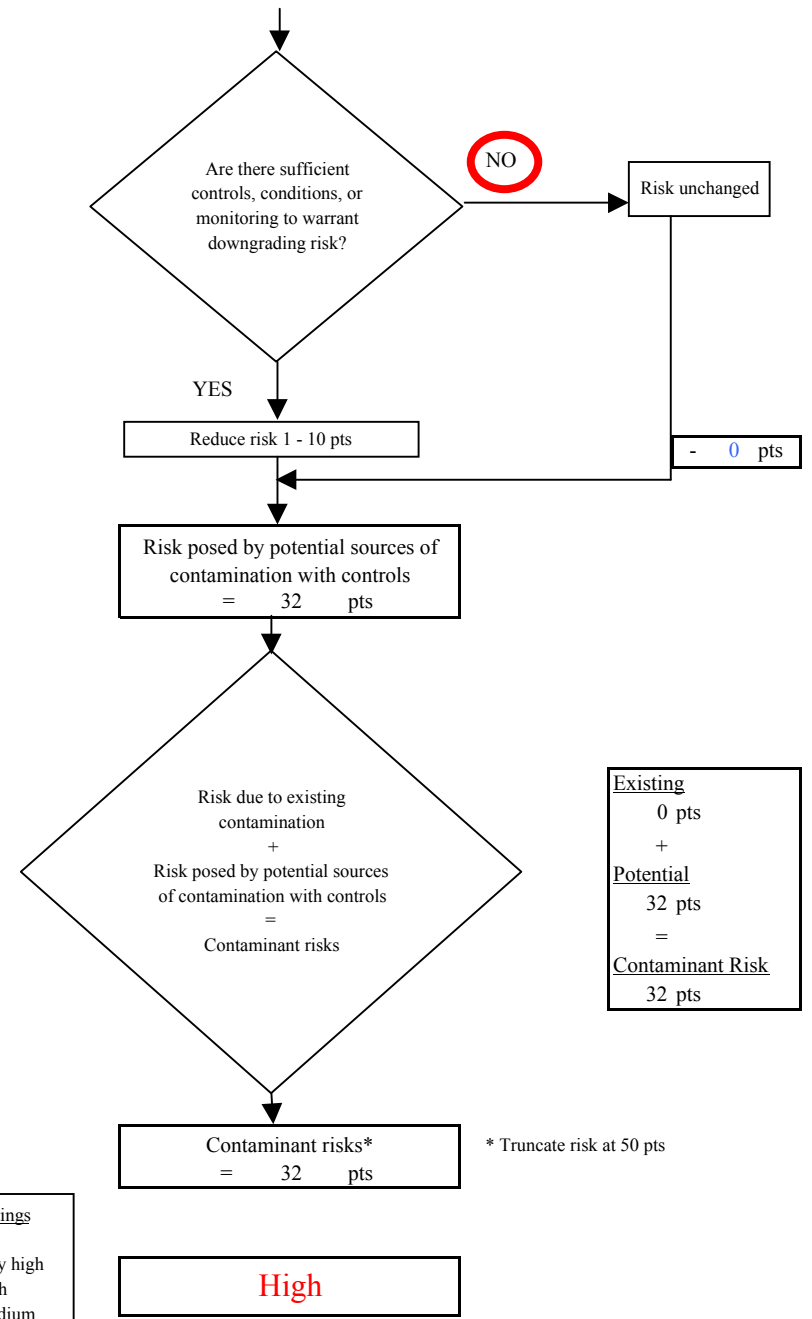 Are there sufficient
controls, conditions, or
monitoring to warrant
downgrading risk?
NO
Risk unchanged
YES
Reduce risk 1 - 10 pts
- 0 pts
Risk posed by potential sources of
contamination with controls
= 32 pts
Risk due to existing
contamination
+
Risk posed by potential sources
of contamination with controls
=
Contaminant risks
Existing
0 pts
+
Potential
32 pts
=
Contaminant Risk
32 pts
Contaminant risks*
= 32 pts
* Truncate risk at 50 pts
high
High